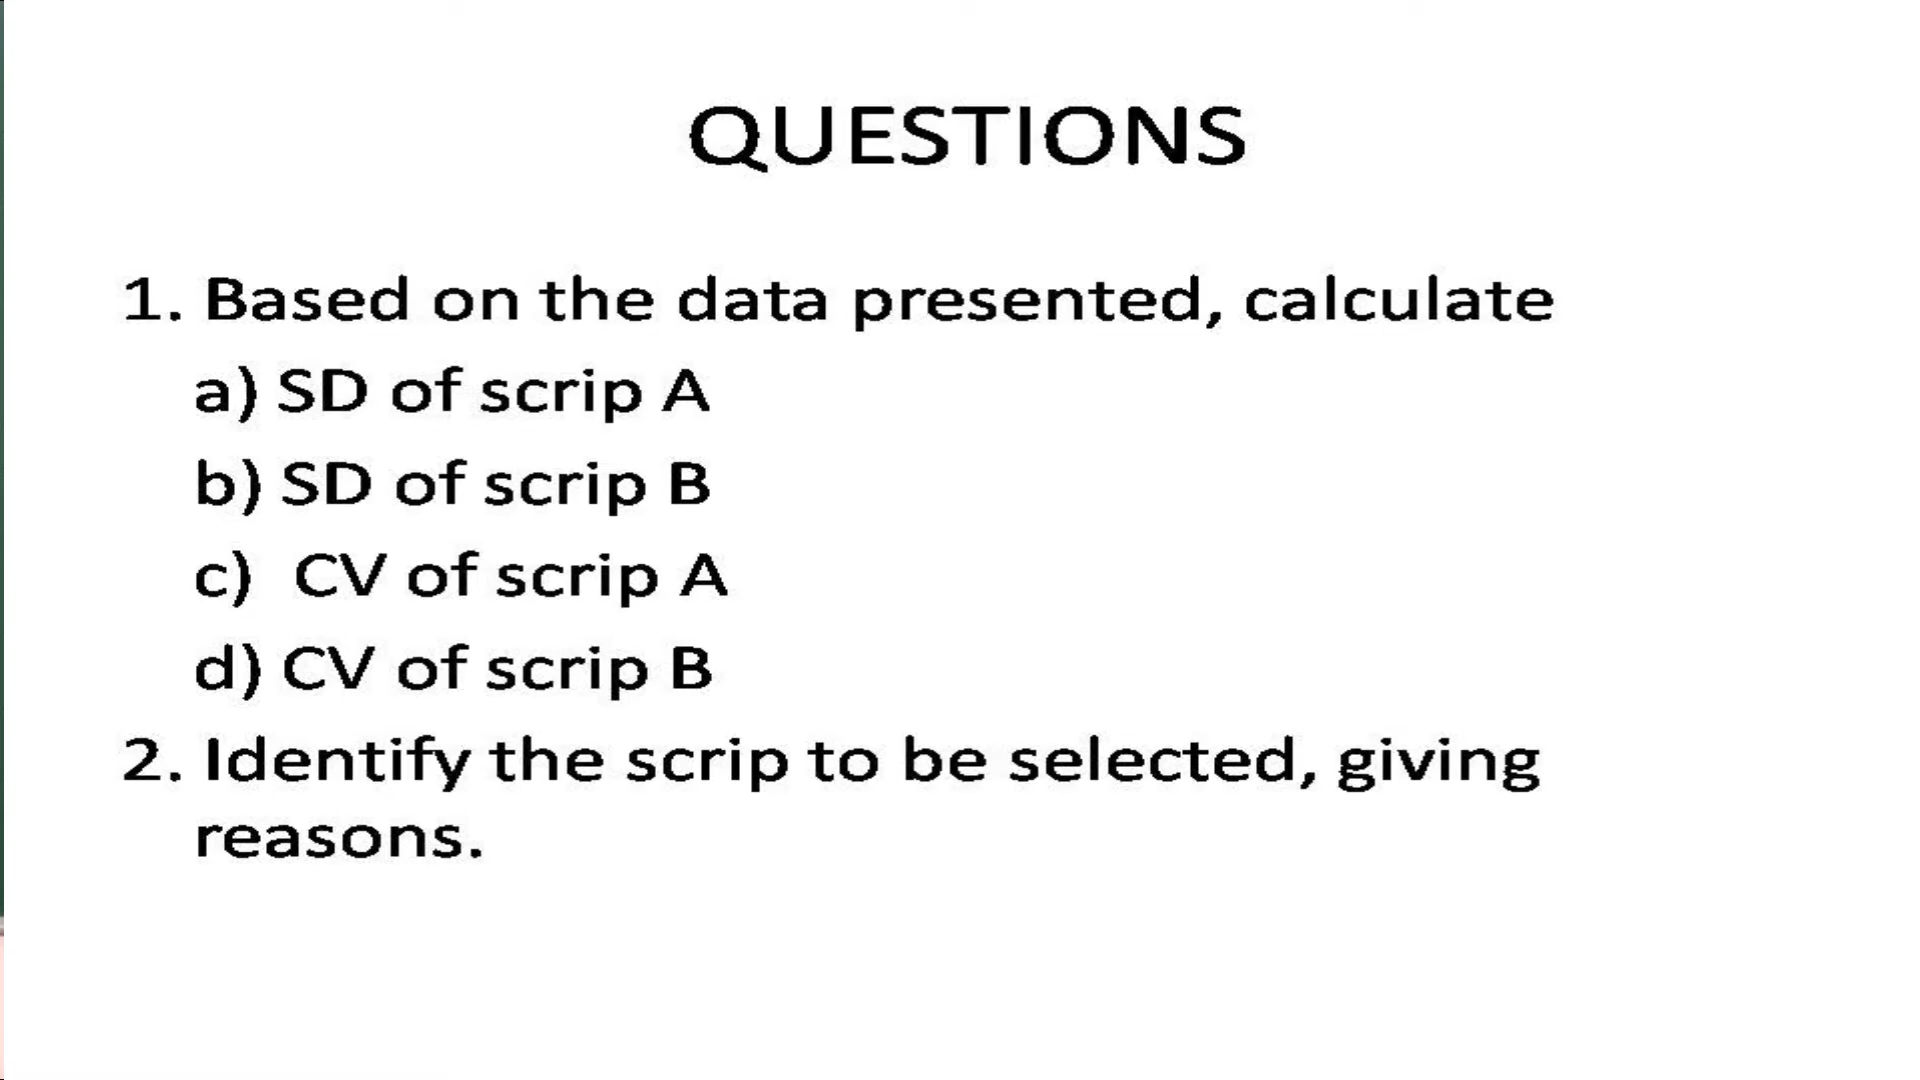 QUESTIONS
1. Based on the data presented, calculate
a) SD of scrip A
b) SD of scrip B
c) CV of scrip A
d) CV of scrip B
2. Identify the scrip to be selected, giving
reasons.